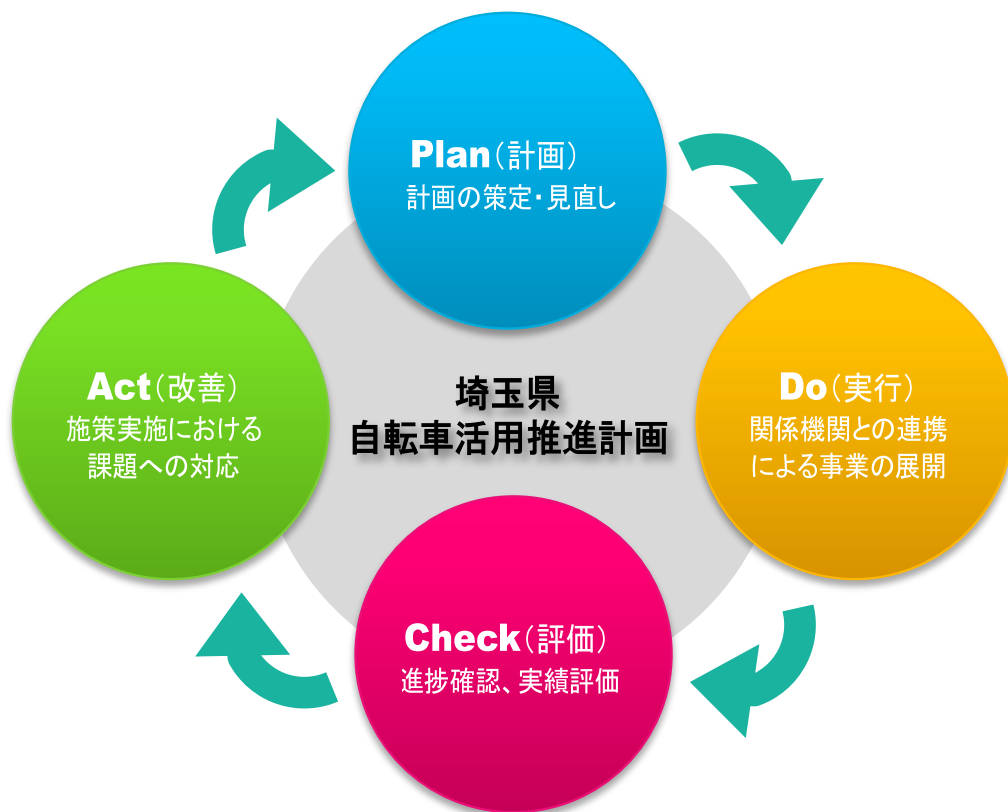 Plan（計画）
計画の策定・見直し
Act（改善）
施策実施における
課題への対応
埼玉県
自転車活用推進計画
Do（実行）
関係機関との連携
による事業の展開
Check（評価）
進捗確認、実績評価